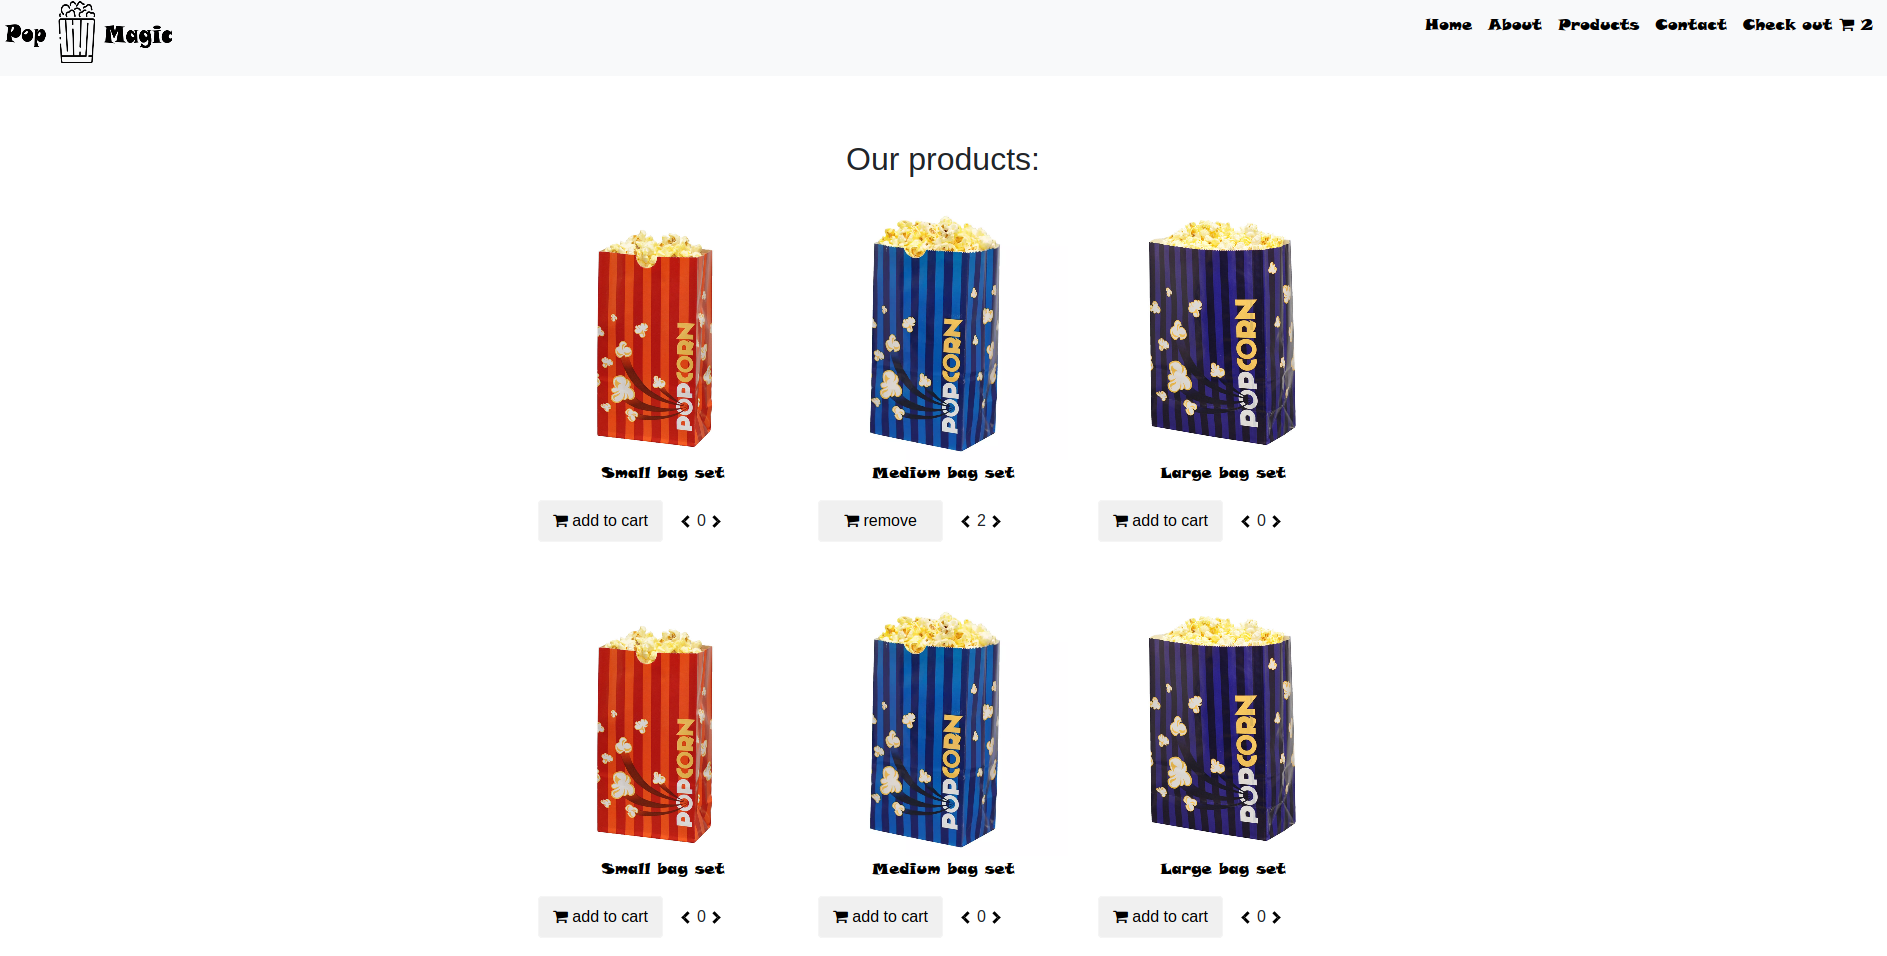 Pop Magic
Home About Products Contact Check out 2
Our products:
POPCORN POPCORN POPCORN
Small bag set Medium bag set Large bag set
add to cart 0 remove 2 add to cart 0
POPCORN POPCORN POPCORN
Small bag set Medium bag set Large bag set
add to cart 0 add to cart 0 add to cart 0